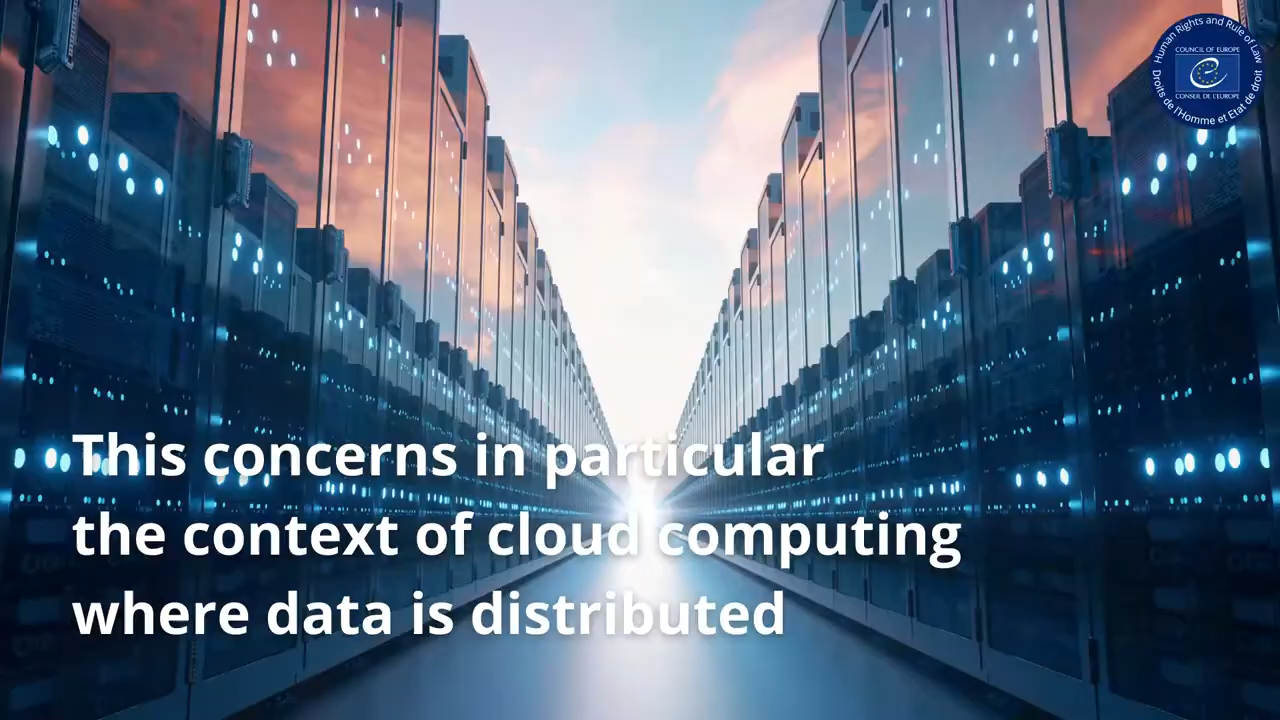 Human Rights and Rule of Law
COUNCIL OF EUROPE
CONSEIL DE L'EUROPE
Droits de l'Homme et Etat de droit
This concerns in particular
the context of cloud computing
where data is distributed